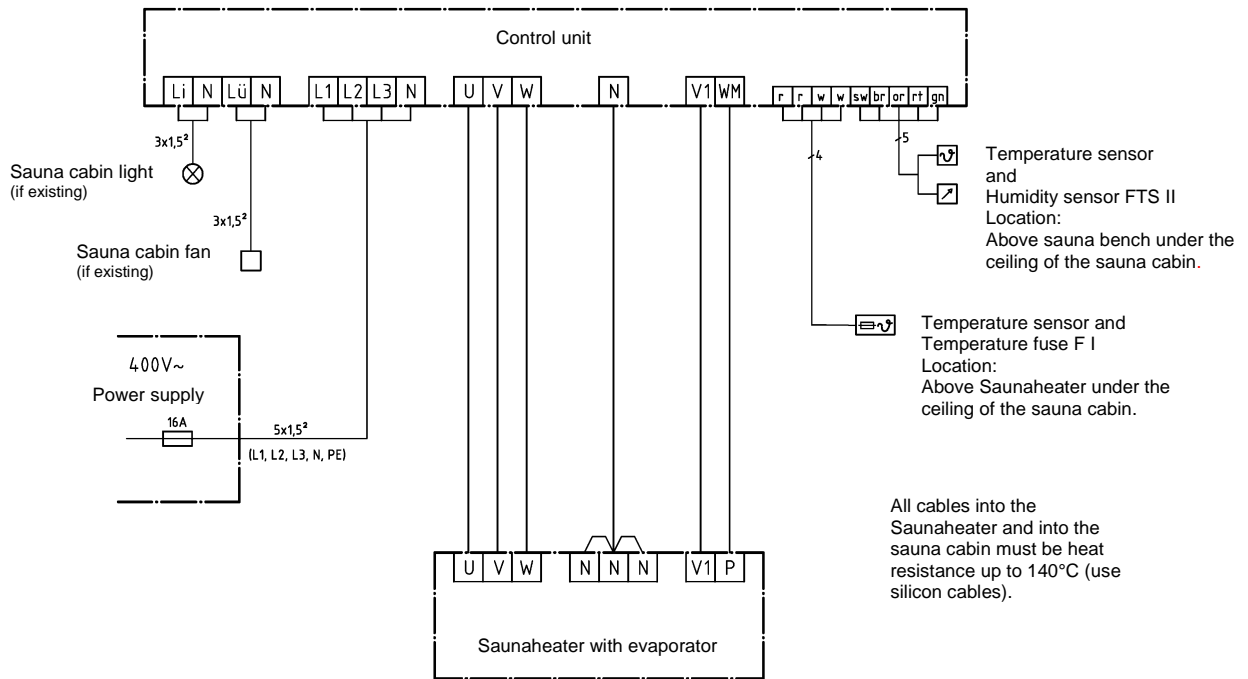 Control unit
Li N Lü N L1 L2 L3 N U V W N V1 WM r r w w sw br or rt gn
3x1,5²
Sauna cabin light
(if existing)
3x1,5²
Sauna cabin fan
(if existing)
4
5
Temperature sensor
and
Humidity sensor FTS II
Location:
Above sauna bench under the
ceiling of the sauna cabin.
Temperature sensor and
Temperature fuse F I
Location:
Above Saunaheater under the
ceiling of the sauna cabin.
400V~
Power supply
16A
5x1,5²
(L1, L2, L3, N, PE)
All cables into the
Saunaheater and into the
sauna cabin must be heat
resistance up to 140°C (use
silicon cables).
U V W N N N V1 P
Saunaheater with evaporator